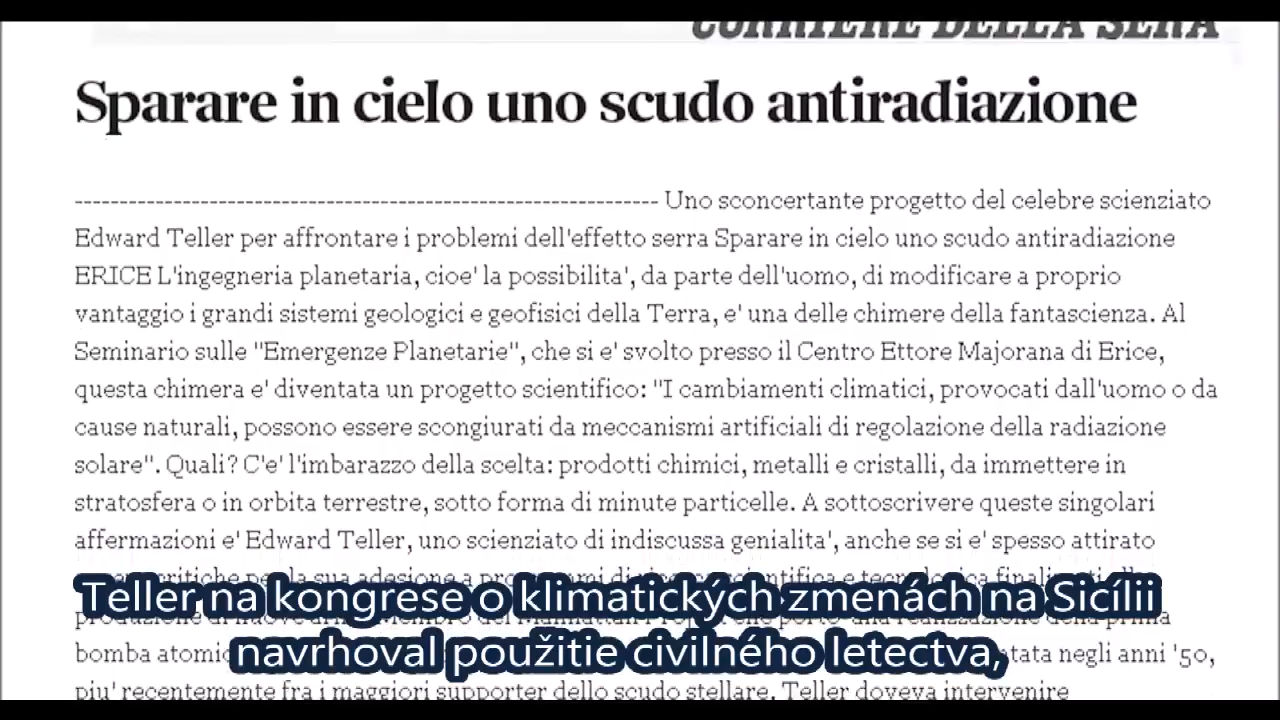 CORRIERE DELLA SERA
Sparare in cielo uno scudo antiradiazione
----------------------------------------------------------------- Uno sconcertante progetto del celebre scienziato
Edward Teller per affrontare i problemi dell'effetto serra Sparare in cielo uno scudo antiradiazione
ERICE L'ingegneria planetaria, cioe' la possibilita', da parte dell'uomo, di modificare a proprio
vantaggio i grandi sistemi geologici e geofisici della Terra, e' una delle chimere della fantascienza. Al
Seminario sulle "Emergenze Planetarie", che si e' svolto presso il Centro Ettore Majorana di Erice,
questa chimera e' diventata un progetto scientifico: "I cambiamenti climatici, provocati dall'uomo o da
cause naturali, possono essere scongiurati da meccanismi artificiali di regolazione della radiazione
solare". Quali? C'e' l'imbarazzo della scelta: prodotti chimici, metalli e cristalli, da immettere in
stratosfera o in orbita terrestre, sotto forma di minute particelle. A sottoscrivere queste singolari
affermazioni e' Edward Teller, uno scienziato di indiscussa genialita', anche se si e' spesso attirato
Teller na kongrese o klimatických zmenách na Sicílii
bomba
navrhoval použitie civilného letectva,
negli anni '50,
piu' recentemente fra i maggiori supporter dello scudo stellare, Teller doveva intervenire